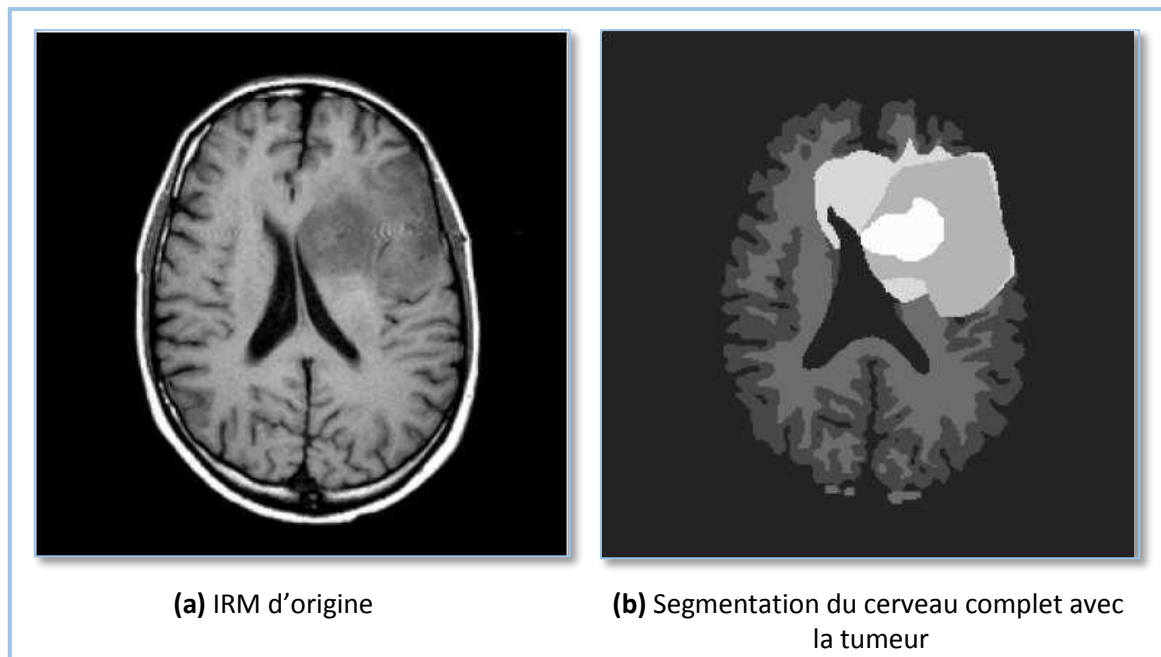 (a) IRM d’origine
(b) Segmentation du cerveau complet avec
la tumeur